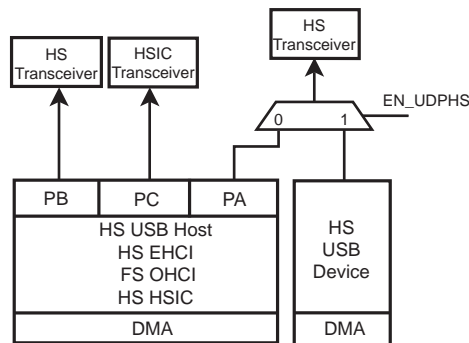 HS
Transceiver
HSIC
Transceiver
HS
Transceiver
EN_UDPHS
0
1
PB
PC
PA
HS USB Host
HS EHCI
FS OHCI
HS HSIC
DMA
HS
USB
Device
DMA